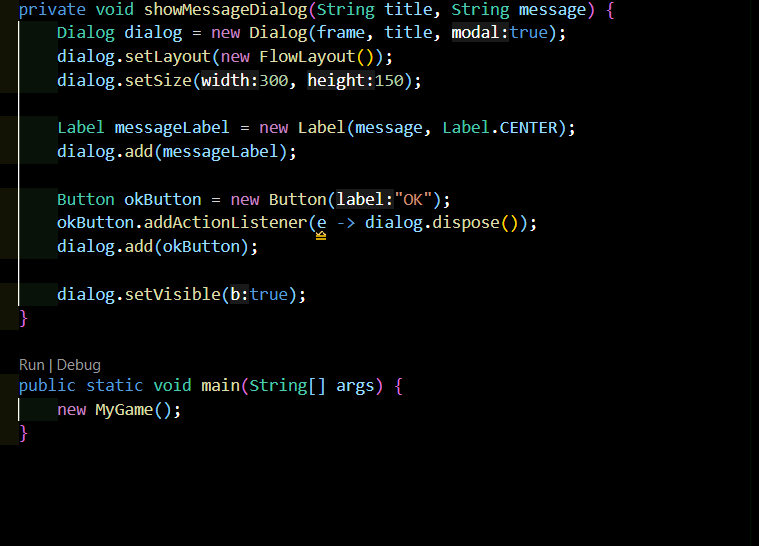 private void showMessageDialog(String title, String message) {
Dialog dialog = new Dialog(frame, title, modal:true);
dialog.setLayout(new FlowLayout());
dialog.setSize(width:300, height:150);
Label messageLabel = new Label(message, Label.CENTER);
dialog.add(messageLabel);
Button okButton = new Button(label:"OK");
okButton.addActionListener(e -> dialog.dispose());
dialog.add(okButton);
dialog.setVisible(b:true);
}
Run | Debug
public static void main(String[] args) {
new MyGame();
}